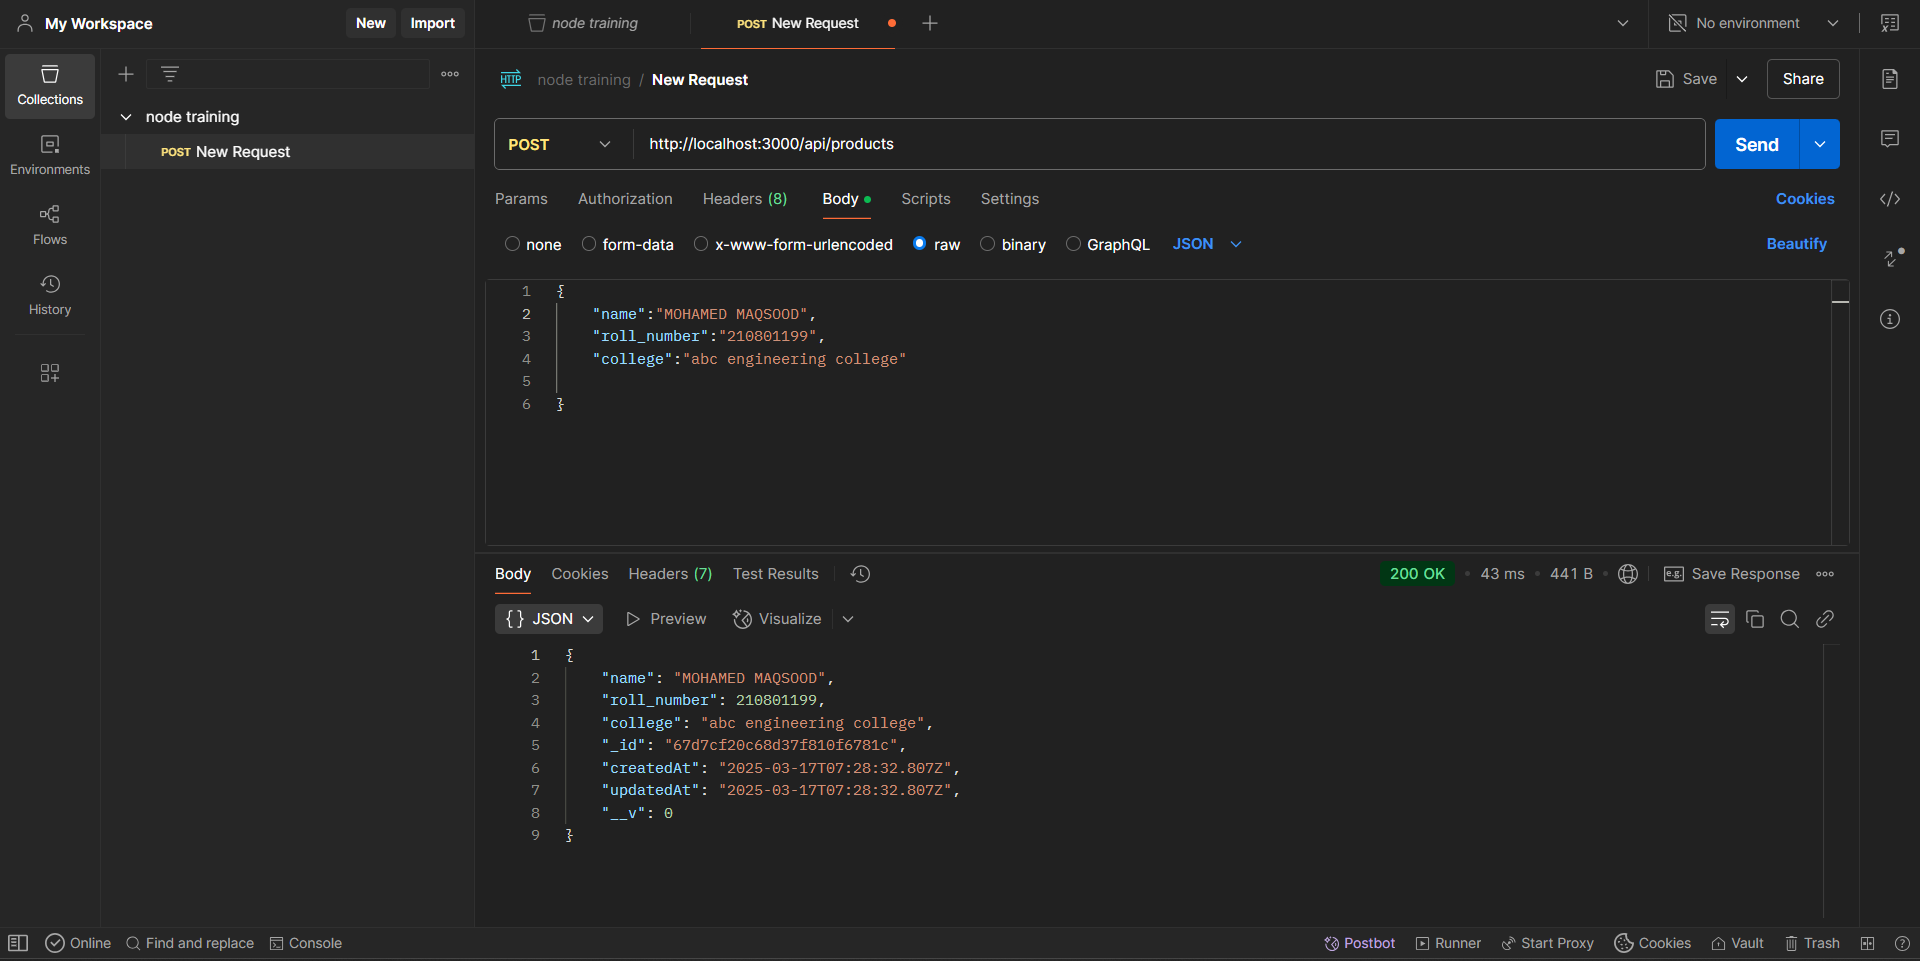 My Workspace New Import node training POST New Request No environment
Collections
Environments
Flows
History
node training
POST New Request
HTTP node training / New Request Save Share
POST http://localhost:3000/api/products Send
Params Authorization Headers (8) Body Scripts Settings Cookies
none form-data x-www-form-urlencoded raw binary GraphQL JSON Beautify
1 {
2 "name":"MOHAMED MAQSOOD",
3 "roll_number":"210801199",
4 "college":"abc engineering college"
5
6 }
Body Cookies Headers (7) Test Results 200 OK • 43 ms • 441 B • e.g. Save Response
{} JSON Preview Visualize
1 {
2 "name": "MOHAMED MAQSOOD",
3 "roll_number": 210801199,
4 "college": "abc engineering college",
5 "_id": "67d7cf20c68d37f810f6781c",
6 "createdAt": "2025-03-17T07:28:32.807Z",
7 "updatedAt": "2025-03-17T07:28:32.807Z",
8 "__v": 0
9 }
Online Find and replace Console Postbot Runner Start Proxy Cookies Vault Trash